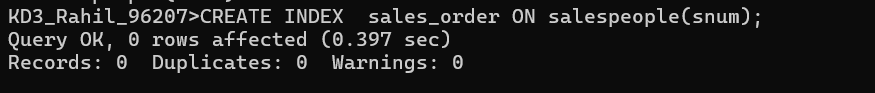 KD3_Rahil_96207>CREATE INDEX  sales_order ON salespeople(snum);
Query OK, 0 rows affected (0.397 sec)
Records: 0  Duplicates: 0  Warnings: 0